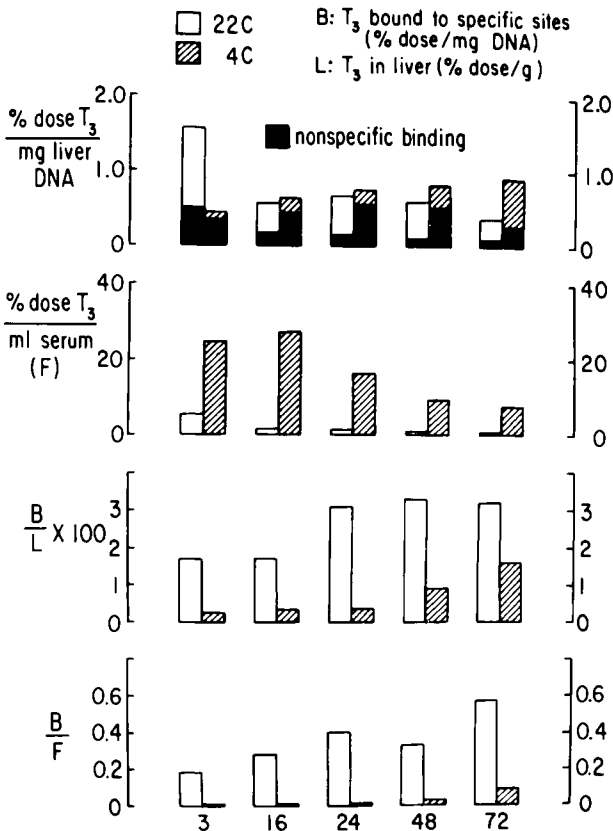 22C
4C
B: T3 bound to specific sites
(% dose/mg DNA)
L: T3 in liver (% dose/g)
% dose T3
mg liver
DNA
2.0
1.0
0
nonspecific binding
2.0
1.0
0
% dose T3
ml serum
(F)
40
20
0
40
20
0
B
L X 100
3
2
1
0
3
2
1
0
B
F
0.6
0.4
0.2
0
0.6
0.4
0.2
0
3 16 24 48 72